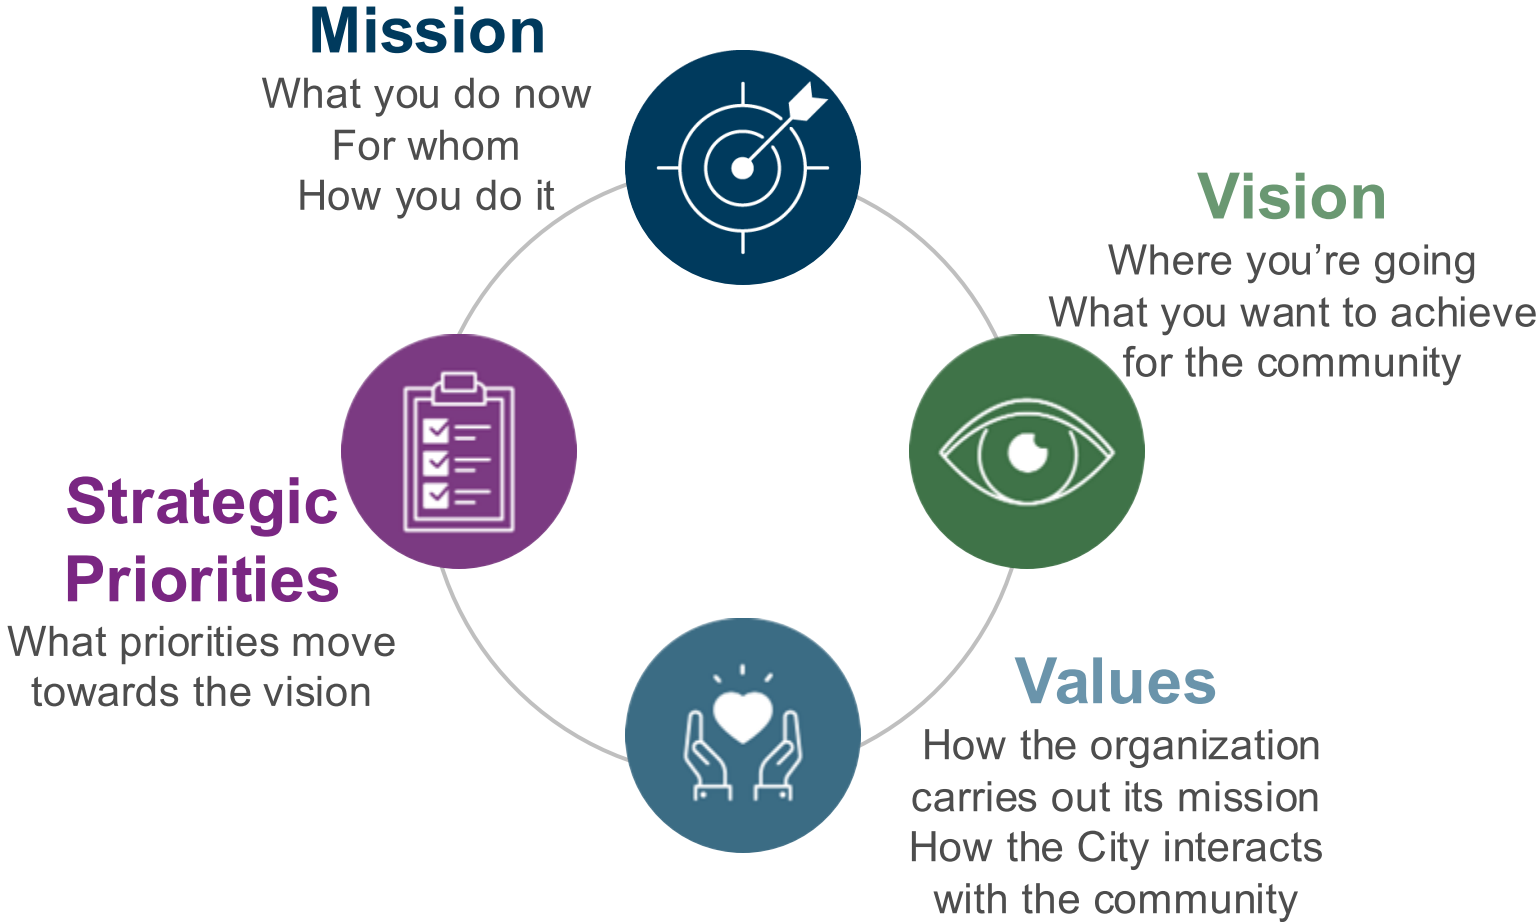 Mission
What you do now
For whom
How you do it
Vision
Where you’re going
What you want to achieve
for the community
Strategic
Priorities
What priorities move
towards the vision
Values
How the organization
carries out its mission
How the City interacts
with the community